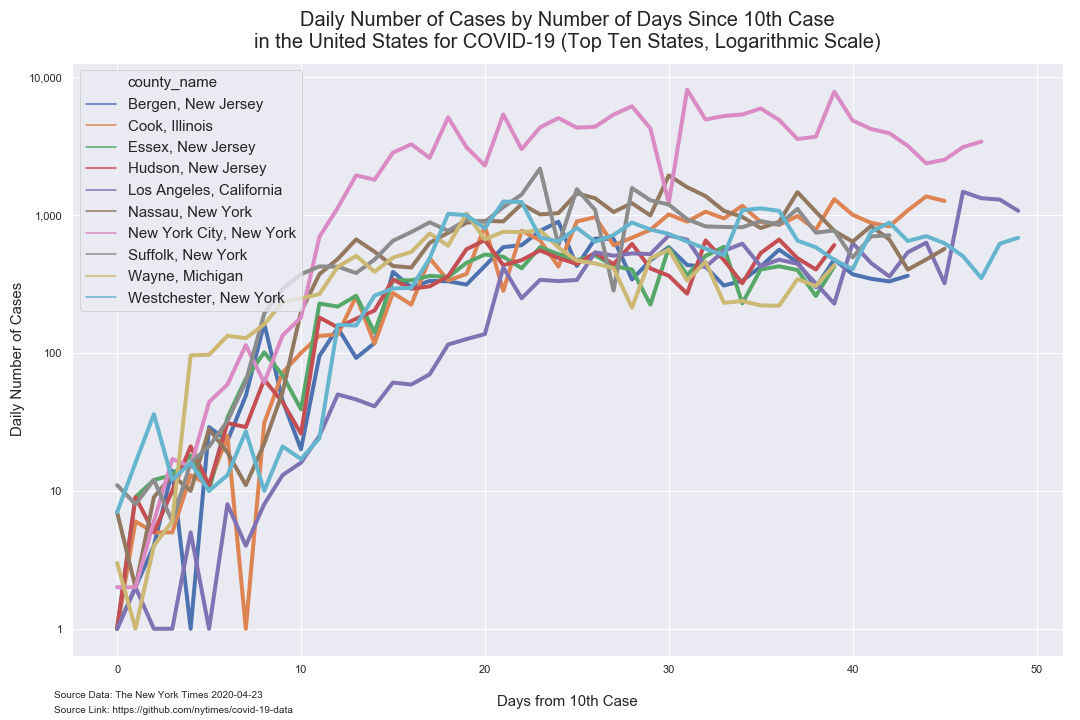 Daily Number of Cases by Number of Days Since 10th Case
in the United States for COVID-19 (Top Ten States, Logarithmic Scale)
10,000
1,000
100
10
1
Daily Number of Cases
county_name
Bergen, New Jersey
Cook, Illinois
Essex, New Jersey
Hudson, New Jersey
Los Angeles, California
Nassau, New York
New York City, New York
Suffolk, New York
Wayne, Michigan
Westchester, New York
0 10 20 30 40 50
Days from 10th Case
Source Data: The New York Times 2020-04-23
Source Link: https://github.com/nytimes/covid-19-data